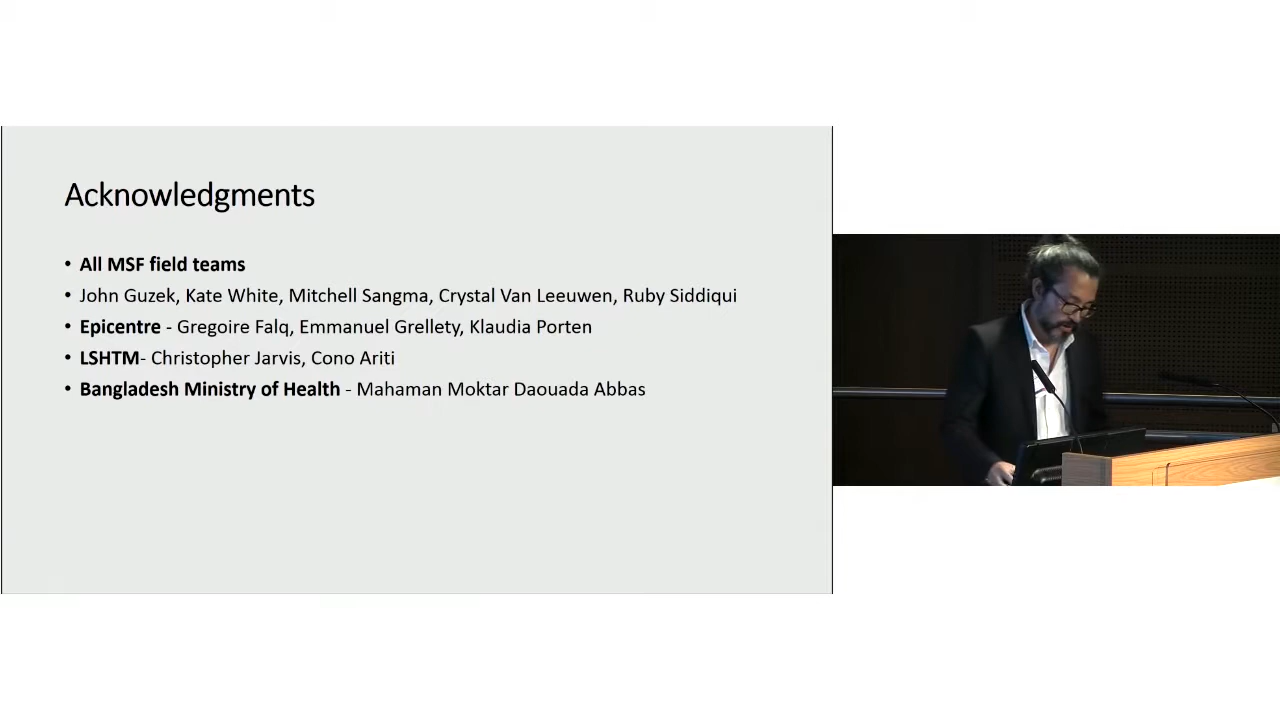 Acknowledgments
• All MSF field teams
• John Guzek, Kate White, Mitchell Sangma, Crystal Van Leeuwen, Ruby Siddiqui
• Epicentre - Gregoire Falq, Emmanuel Grellety, Klaudia Porten
• LSHTM- Christopher Jarvis, Cono Ariti
• Bangladesh Ministry of Health - Mahaman Moktar Daouada Abbas